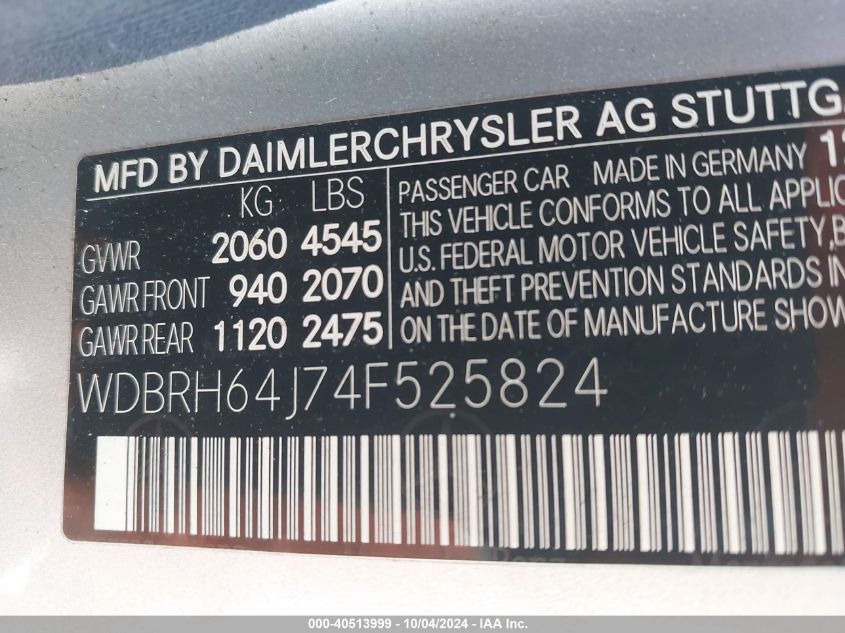 MFD BY DAIMLERCHRYSLER AG STUTTGA
KG LBS
GVWR 2060 4545
GAWR FRONT 940 2070
GAWR REAR 1120 2475
PASSENGER CAR MADE IN GERMANY 12
THIS VEHICLE CONFORMS TO ALL APPLIC
U.S. FEDERAL MOTOR VEHICLE SAFETY, B
AND THEFT PREVENTION STANDARDS IN
ON THE DATE OF MANUFACTURE SHOW
WDBRH64J74F525824
000-40513999 - 10/04/2024 - IAA, Inc.